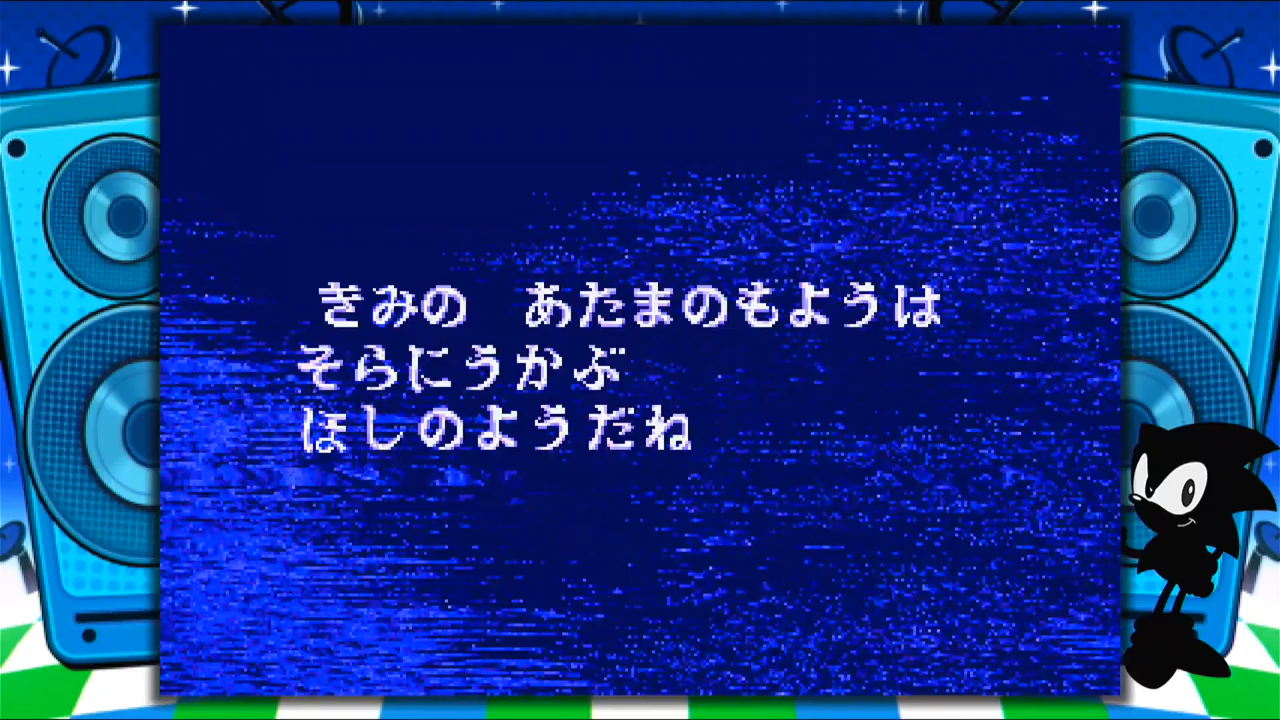 きみの　あたまのもようは
そらにうかぶ
ほしのようだね